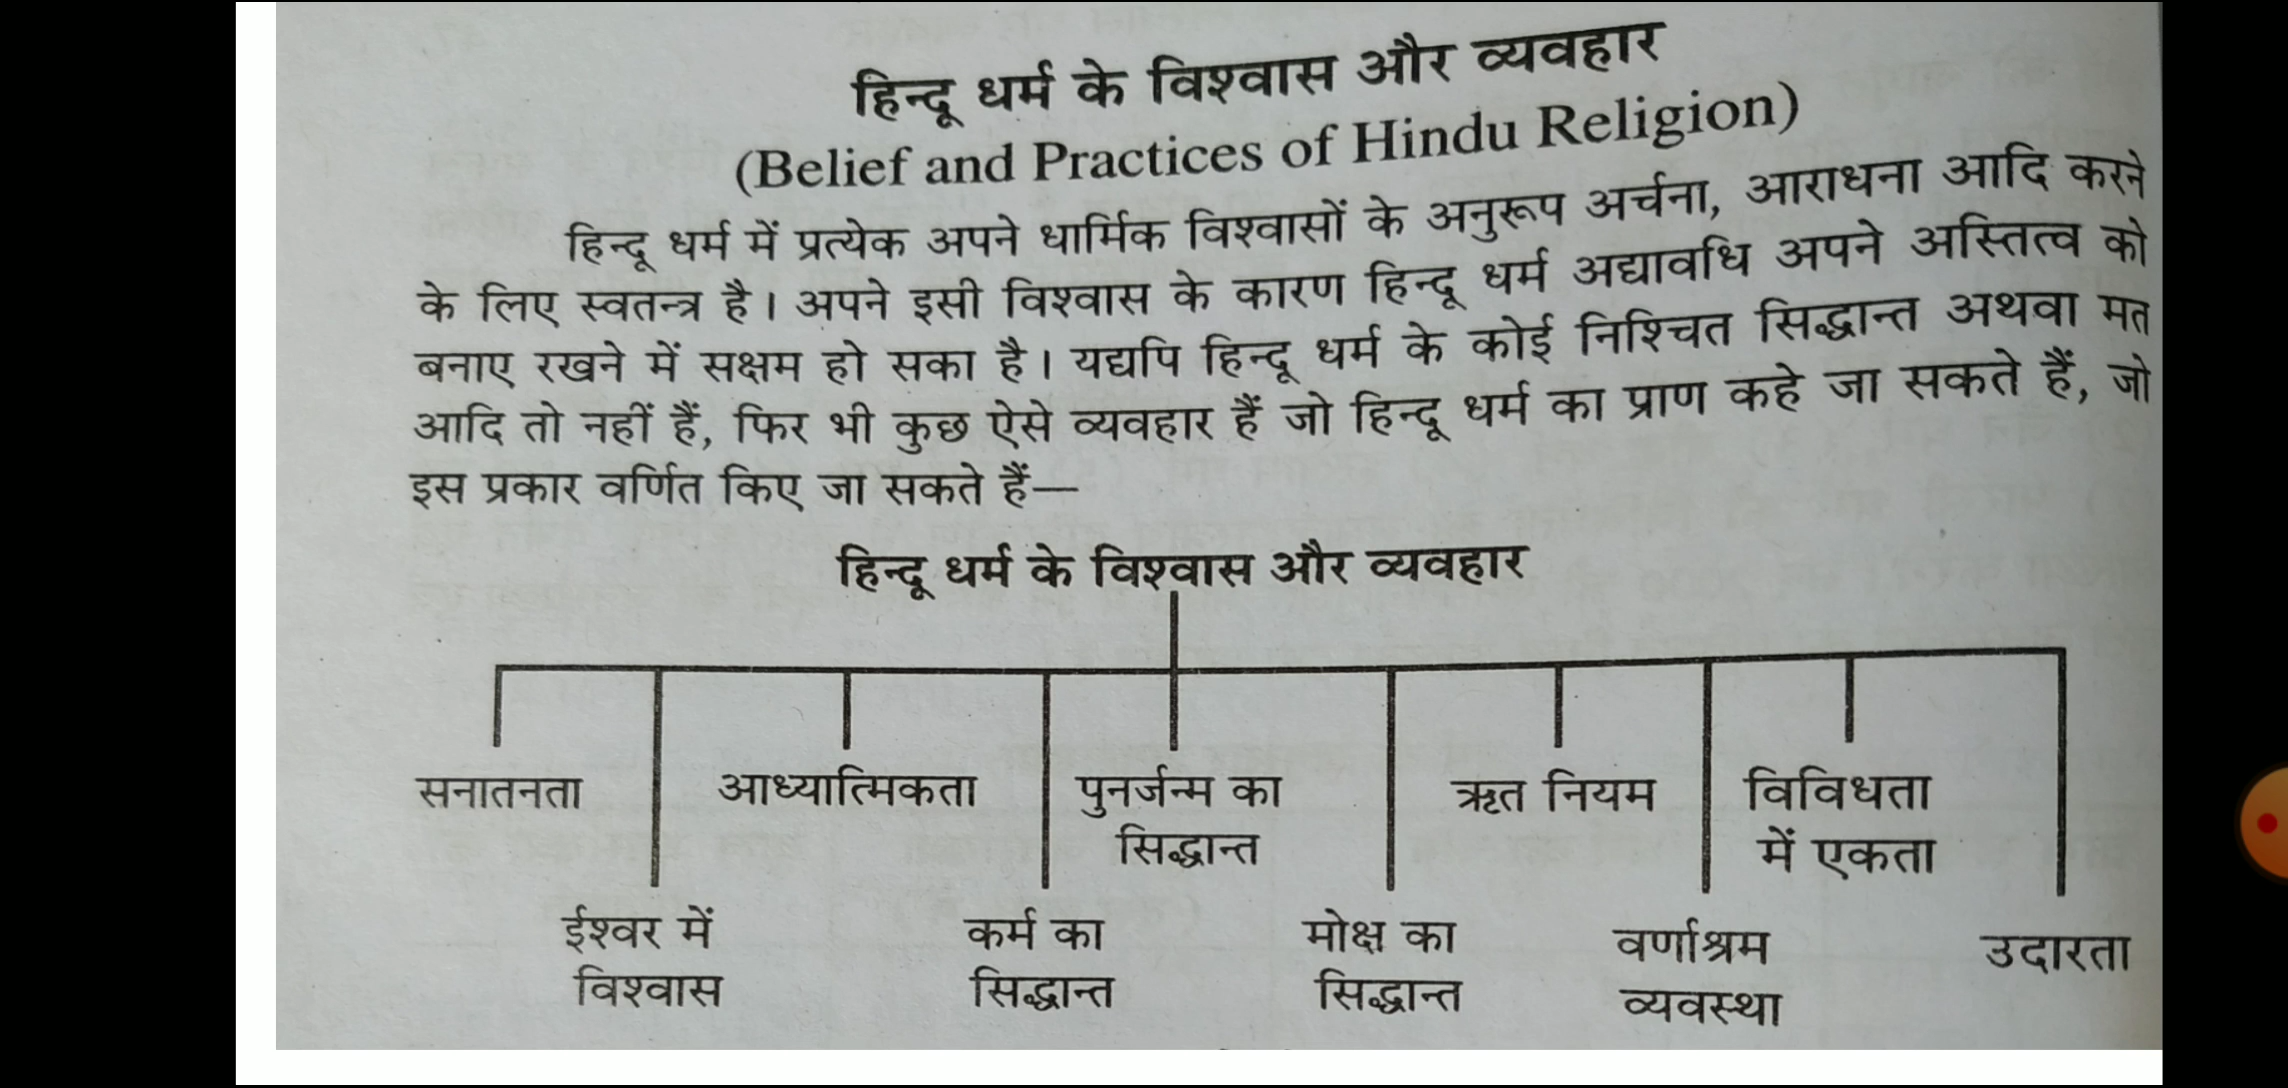 हिन्दू धर्म के विश्वास और व्यवहार
(Belief and Practices of Hindu Religion)
हिन्दू धर्म में प्रत्येक अपने धार्मिक विश्वासों के अनुरूप अर्चना, आराधना आदि करने
के लिए स्वतन्त्र है। अपने इसी विश्वास के कारण हिन्दू धर्म अद्यावधि अपने अस्तित्व को
बनाए रखने में सक्षम हो सका है। यद्यपि हिन्दू धर्म के कोई निश्चित सिद्धान्त अथवा मत
आदि तो नहीं हैं, फिर भी कुछ ऐसे व्यवहार हैं जो हिन्दू धर्म का प्राण कहे जा सकते हैं, जो
इस प्रकार वर्णित किए जा सकते हैं—
हिन्दू धर्म के विश्वास और व्यवहार
सनातनता
आध्यात्मिकता
पुनर्जन्म का
सिद्धान्त
ऋत नियम
विविधता
में एकता
ईश्वर में
विश्वास
कर्म का
सिद्धान्त
मोक्ष का
सिद्धान्त
वर्णाश्रम
व्यवस्था
उदारता